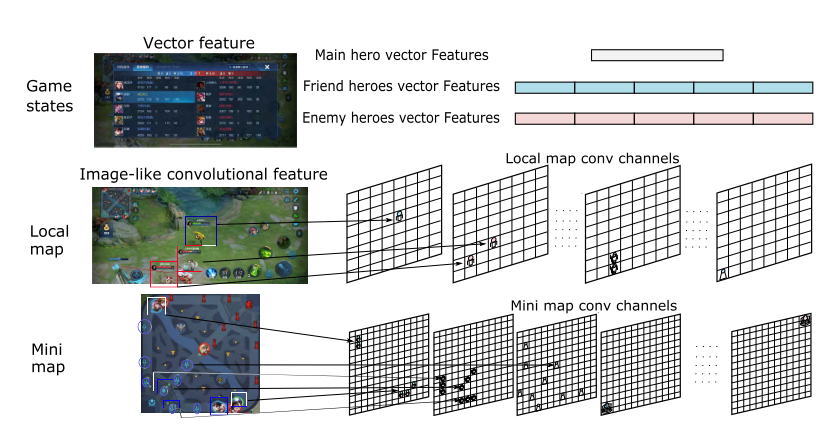 Vector feature
Main hero vector Features
Game
states
Friend heroes vector Features
Enemy heroes vector Features
Local map conv channels
Image-like convolutional feature
Local
map
Mini map conv channels
Mini
map